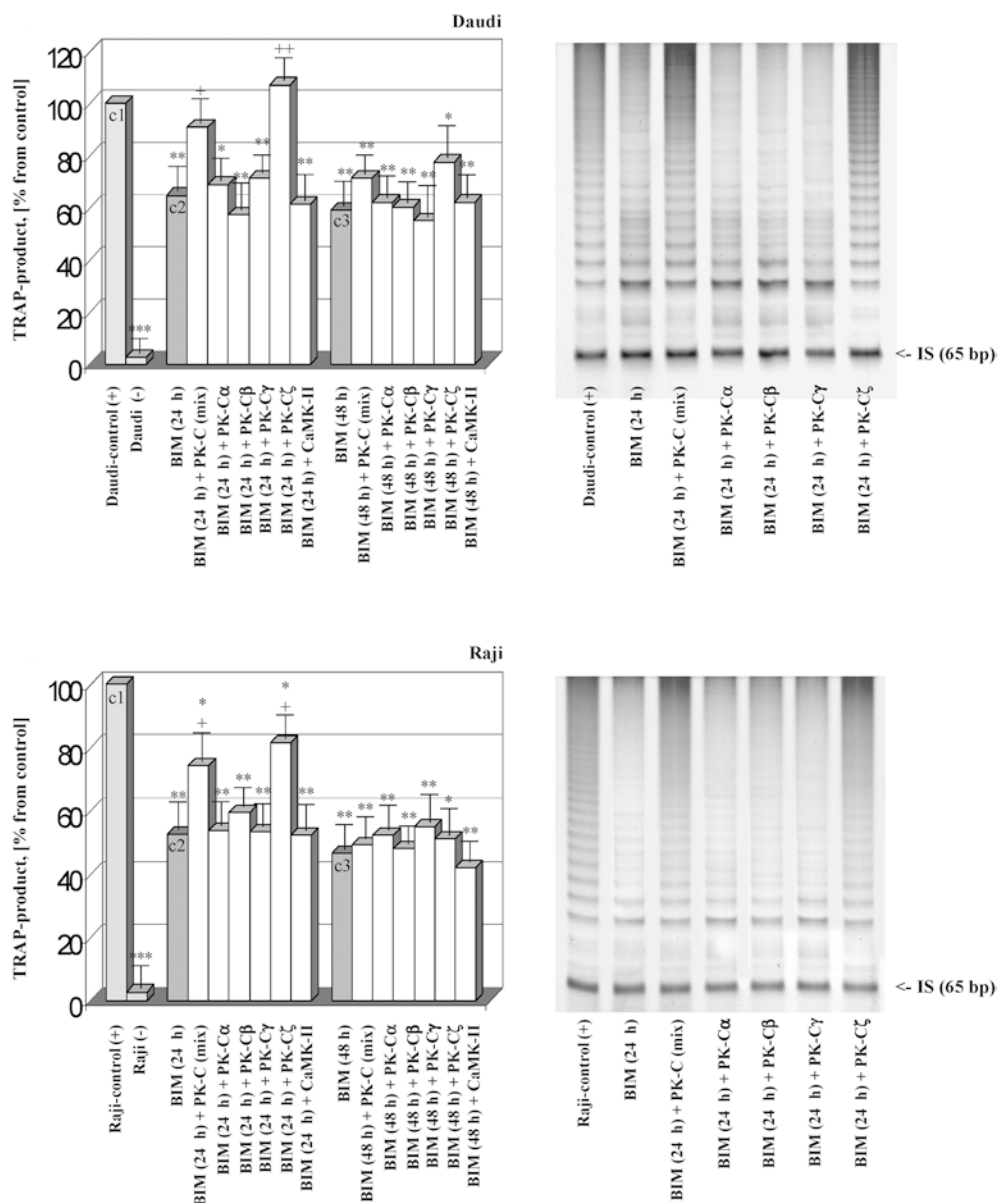 Daudi
TRAP-product, [% from control]
120
100
80
60
40
20
0
c1
***
**
c2
+
*
**
**
++
**
**
c3
**
**
**
**
*
**
Daudi-control (+)
Daudi (-)
BIM (24 h)
BIM (24 h) + PK-C (mix)
BIM (24 h) + PK-Cα
BIM (24 h) + PK-Cβ
BIM (24 h) + PK-Cγ
BIM (24 h) + PK-Cζ
BIM (24 h) + CaMK-II
BIM (48 h)
BIM (48 h) + PK-C (mix)
BIM (48 h) + PK-Cα
BIM (48 h) + PK-Cβ
BIM (48 h) + PK-Cγ
BIM (48 h) + PK-Cζ
BIM (48 h) + CaMK-II
<- IS (65 bp)
Daudi-control (+)
BIM (24 h)
BIM (24 h) + PK-C (mix)
BIM (24 h) + PK-Cα
BIM (24 h) + PK-Cβ
BIM (24 h) + PK-Cγ
BIM (24 h) + PK-Cζ
Raji
TRAP-product, [% from control]
100
80
60
40
20
0
c1
***
**
c2
*
+
**
**
**
*
+
**
**
c3
**
**
**
**
*
**
Raji-control (+)
Raji (-)
BIM (24 h)
BIM (24 h) + PK-C (mix)
BIM (24 h) + PK-Cα
BIM (24 h) + PK-Cβ
BIM (24 h) + PK-Cγ
BIM (24 h) + PK-Cζ
BIM (24 h) + CaMK-II
BIM (48 h)
BIM (48 h) + PK-C (mix)
BIM (48 h) + PK-Cα
BIM (48 h) + PK-Cβ
BIM (48 h) + PK-Cγ
BIM (48 h) + PK-Cζ
BIM (48 h) + CaMK-II
<- IS (65 bp)
Raji-control (+)
BIM (24 h)
BIM (24 h) + PK-C (mix)
BIM (24 h) + PK-Cα
BIM (24 h) + PK-Cβ
BIM (24 h) + PK-Cγ
BIM (24 h) + PK-Cζ